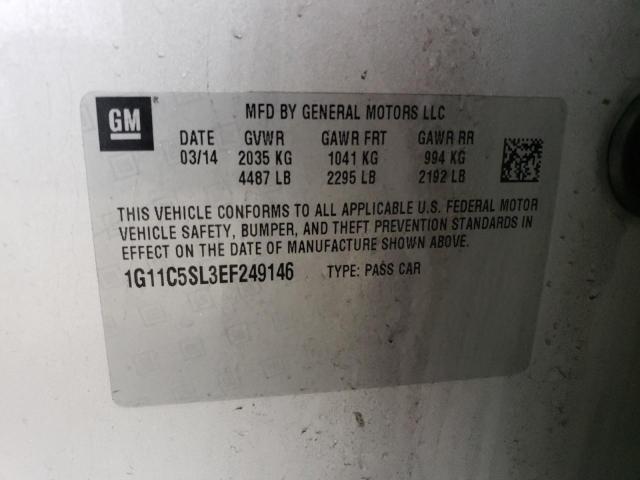 GM ®
MFD BY GENERAL MOTORS LLC
DATE GVWR GAWR FRT GAWR RR
03/14 2035 KG 1041 KG 994 KG
4487 LB 2295 LB 2192 LB
THIS VEHICLE CONFORMS TO ALL APPLICABLE U.S. FEDERAL MOTOR
VEHICLE SAFETY, BUMPER, AND THEFT PREVENTION STANDARDS IN
EFFECT ON THE DATE OF MANUFACTURE SHOWN ABOVE.
1G11C5SL3EF249146 TYPE: PASS CAR